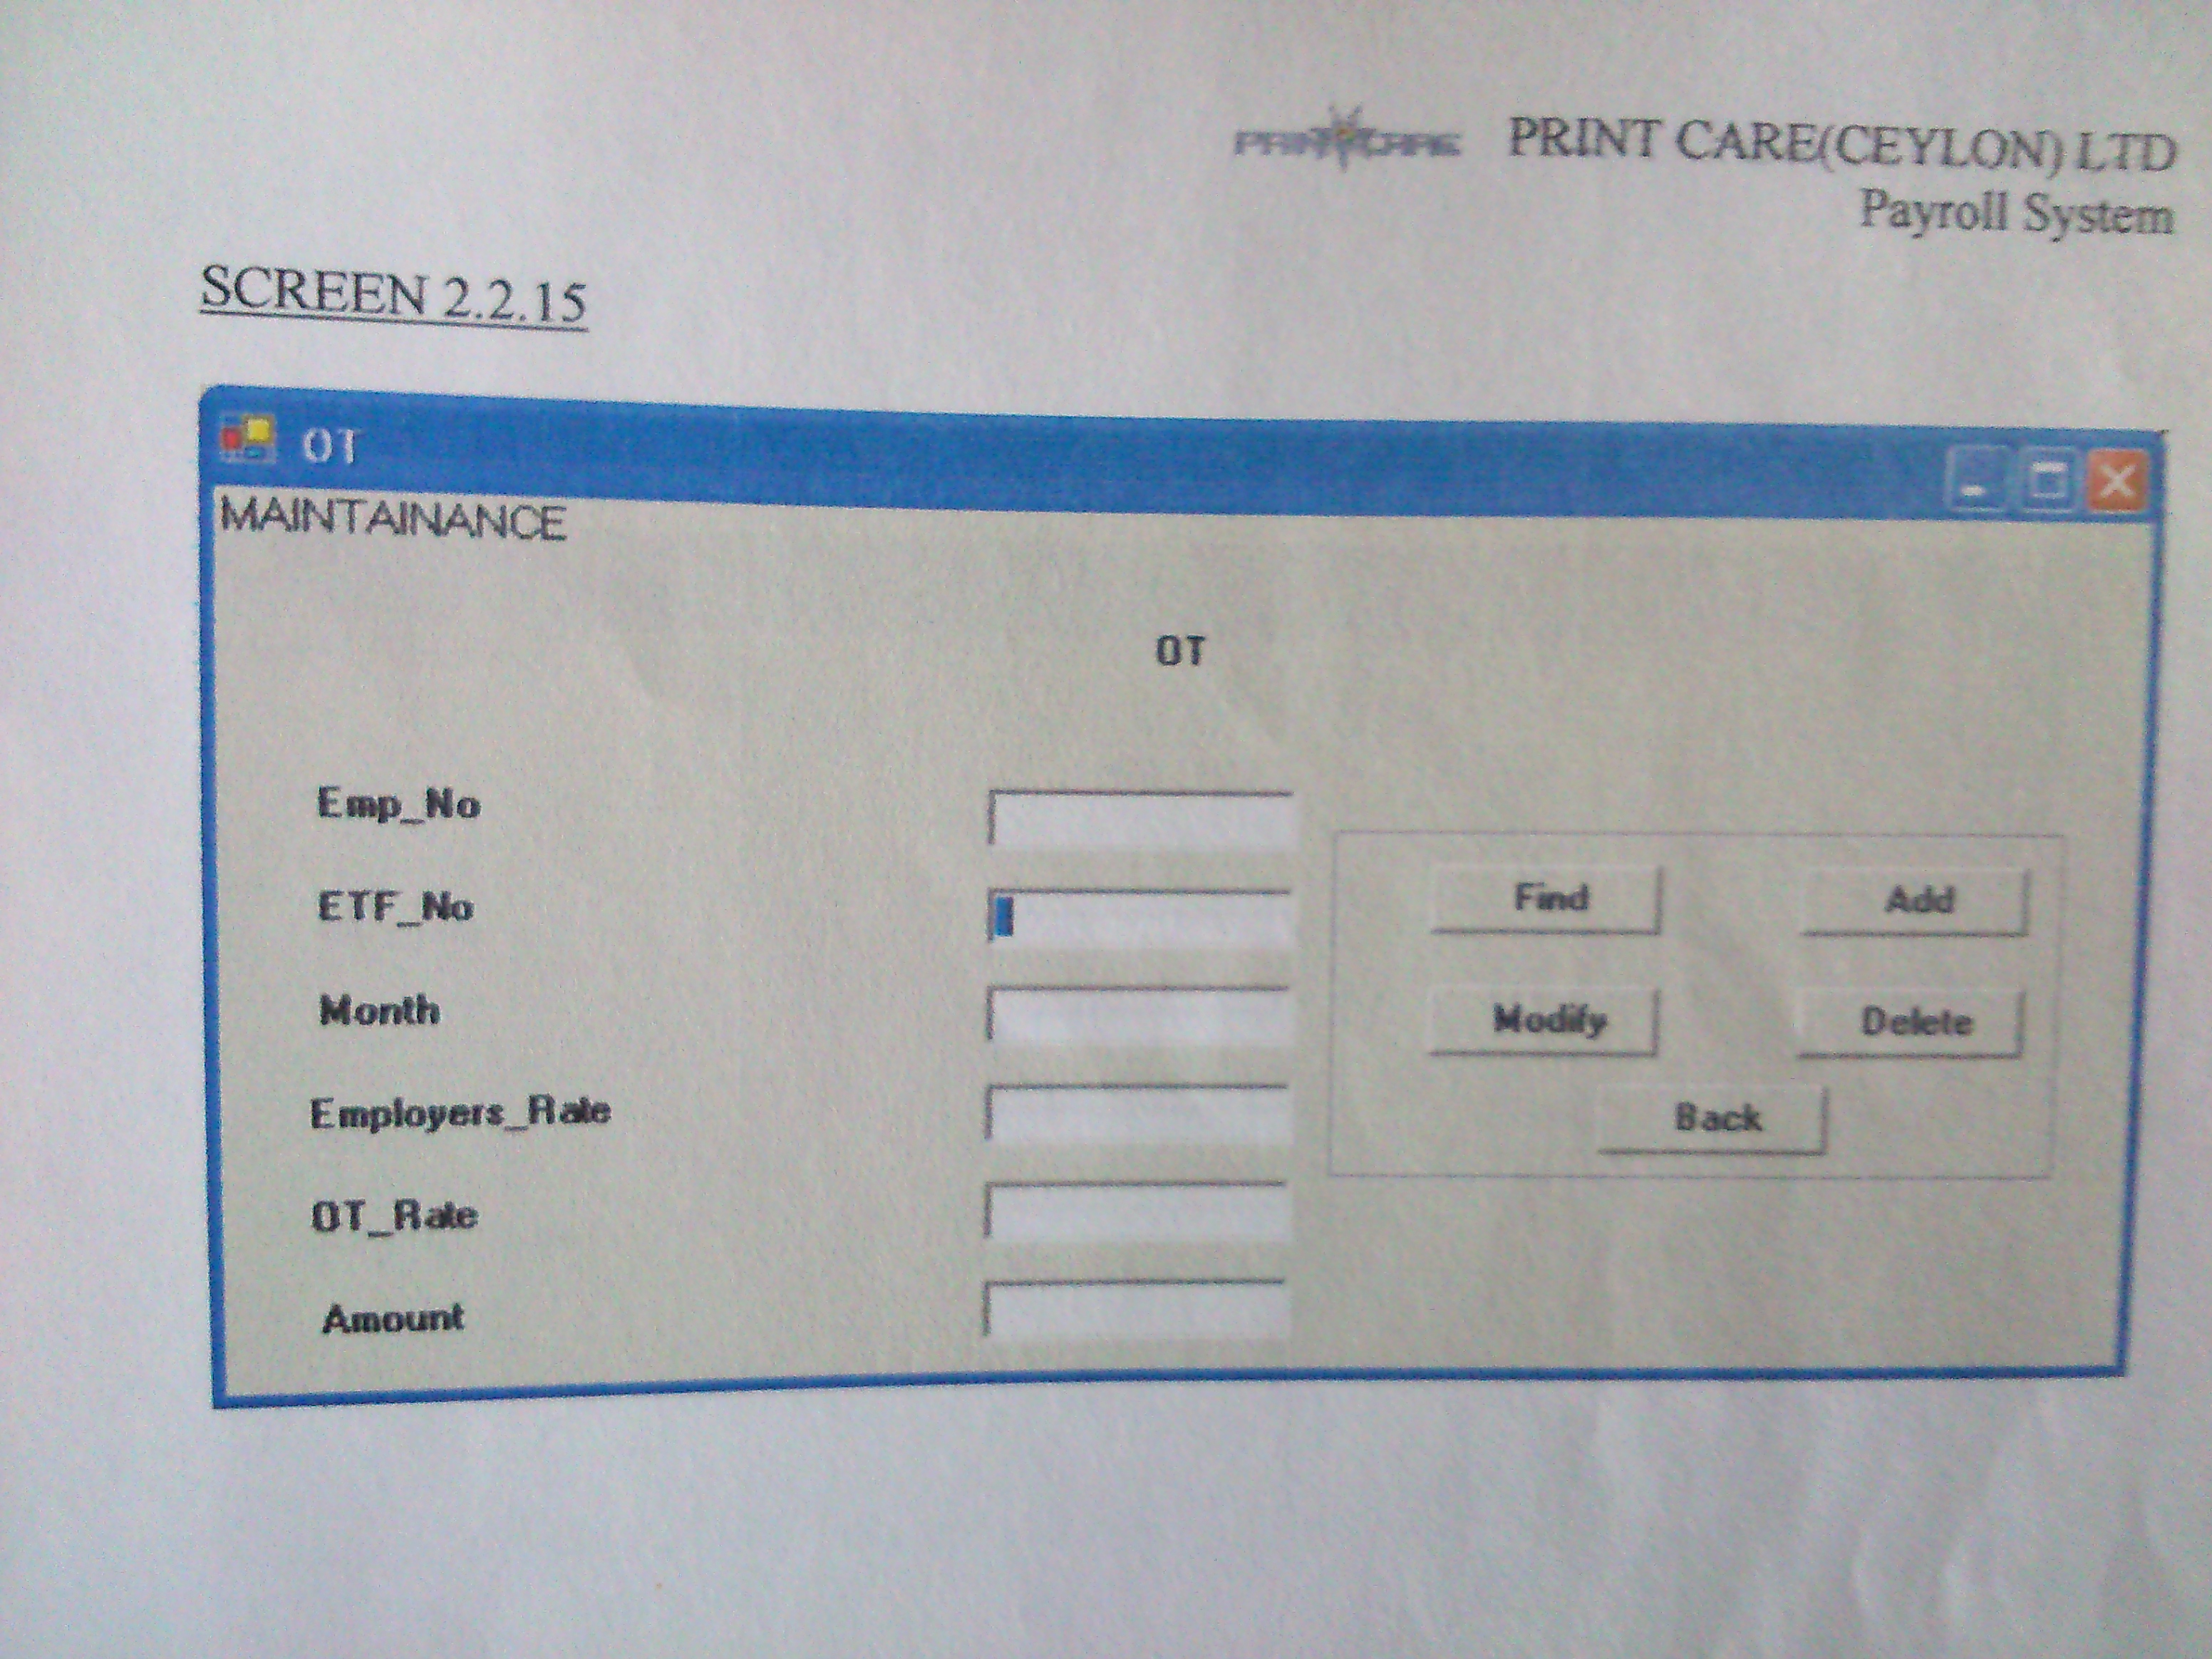 PRINTCARE PRINT CARE(CEYLON) LTD
Payroll System
SCREEN 2.2.15
OT
MAINTAINANCE
OT
Emp_No
ETF_No
Month
Employers_Rate
OT_Rate
Amount
Find
Add
Modify
Delete
Back